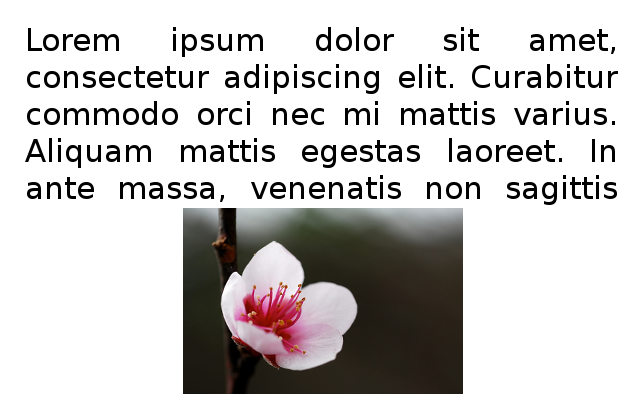 Lorem ipsum dolor sit amet,
consectetur adipiscing elit. Curabitur
commodo orci nec mi mattis varius.
Aliquam mattis egestas laoreet. In
ante massa, venenatis non sagittis